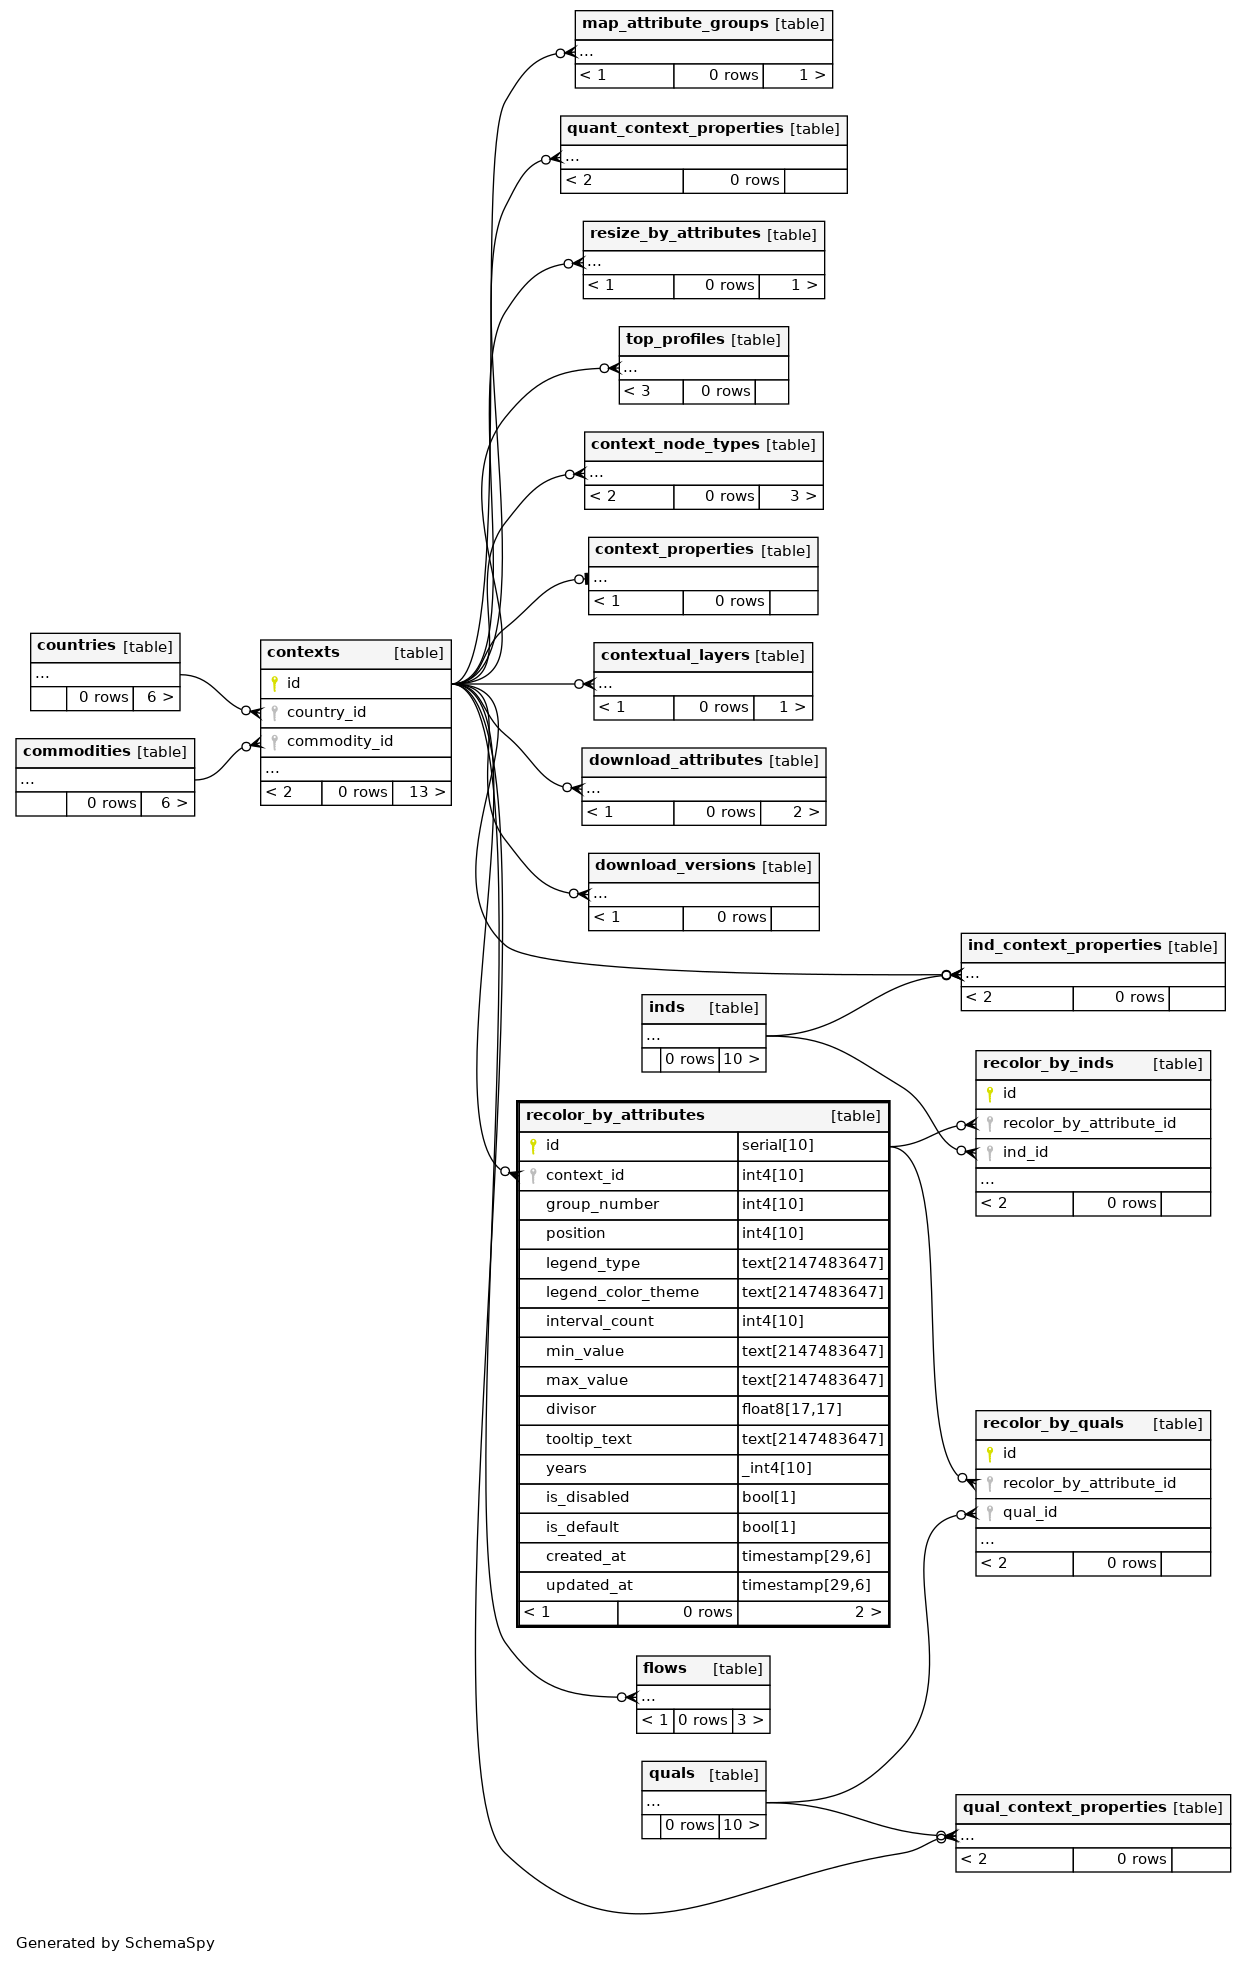 map_attribute_groups [table]
...
< 1 0 rows 1 >
quant_context_properties [table]
...
< 2 0 rows
resize_by_attributes [table]
...
< 1 0 rows 1 >
top_profiles [table]
...
< 3 0 rows
context_node_types [table]
...
< 2 0 rows 3 >
context_properties [table]
...
< 1 0 rows
countries [table]
...
0 rows 6 >
commodities [table]
...
0 rows 6 >
contexts [table]
id
country_id
commodity_id
...
< 2 0 rows 13 >
contextual_layers [table]
...
< 1 0 rows 1 >
download_attributes [table]
...
< 1 0 rows 2 >
download_versions [table]
...
< 1 0 rows
ind_context_properties [table]
...
< 2 0 rows
inds [table]
...
0 rows 10 >
recolor_by_inds [table]
id
recolor_by_attribute_id
ind_id
...
< 2 0 rows
recolor_by_attributes [table]
id serial[10]
context_id int4[10]
group_number int4[10]
position int4[10]
legend_type text[2147483647]
legend_color_theme text[2147483647]
interval_count int4[10]
min_value text[2147483647]
max_value text[2147483647]
divisor float8[17,17]
tooltip_text text[2147483647]
years _int4[10]
is_disabled bool[1]
is_default bool[1]
created_at timestamp[29,6]
updated_at timestamp[29,6]
< 1 0 rows 2 >
recolor_by_quals [table]
id
recolor_by_attribute_id
qual_id
...
< 2 0 rows
flows [table]
...
< 1 0 rows 3 >
quals [table]
...
0 rows 10 >
qual_context_properties [table]
...
< 2 0 rows
Generated by SchemaSpy